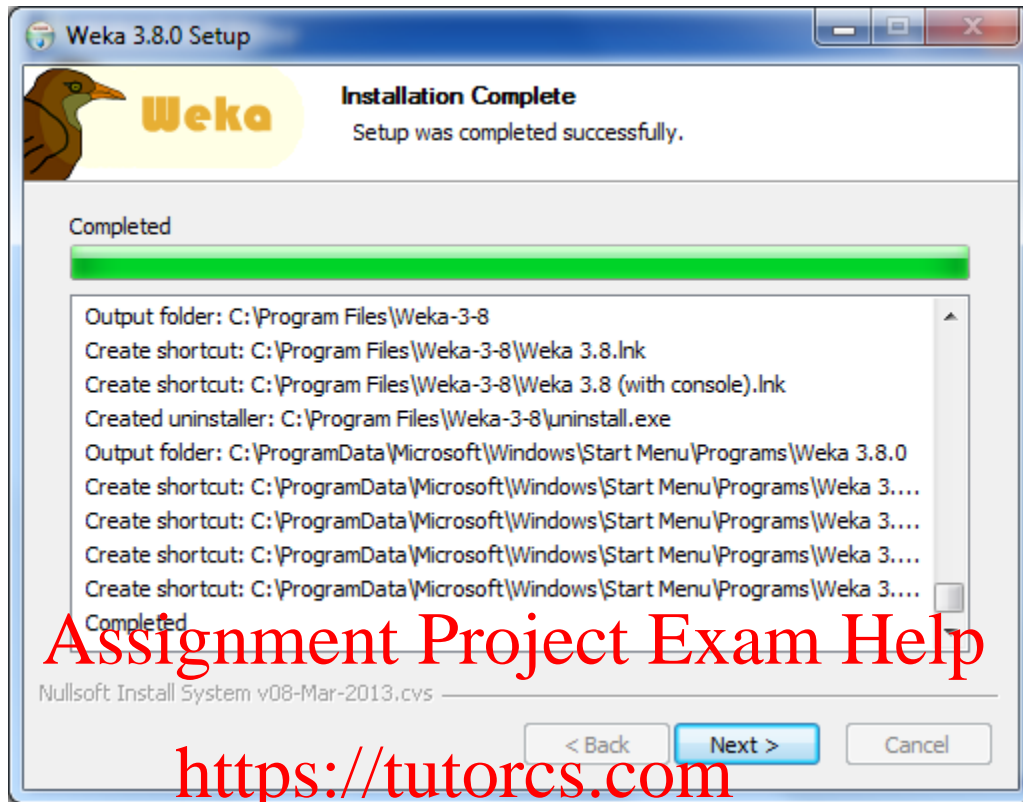 Weka 3.8.0 Setup
Weka
Installation Complete
Setup was completed successfully.
Completed
Output folder: C:\Program Files\Weka-3-8
Create shortcut: C:\Program Files\Weka-3-8\Weka 3.8.lnk
Create shortcut: C:\Program Files\Weka-3-8\Weka 3.8 (with console).lnk
Created uninstaller: C:\Program Files\Weka-3-8\uninstall.exe
Output folder: C:\ProgramData\Microsoft\Windows\Start Menu\Programs\Weka 3.8.0
Create shortcut: C:\ProgramData\Microsoft\Windows\Start Menu\Programs\Weka 3....
Create shortcut: C:\ProgramData\Microsoft\Windows\Start Menu\Programs\Weka 3....
Create shortcut: C:\ProgramData\Microsoft\Windows\Start Menu\Programs\Weka 3....
Create shortcut: C:\ProgramData\Microsoft\Windows\Start Menu\Programs\Weka 3....
Completed
Assignment Project Exam Help
Nullsoft Install System v08-Mar-2013.cvs
< Back
Next >
Cancel
https://tutorcs.com